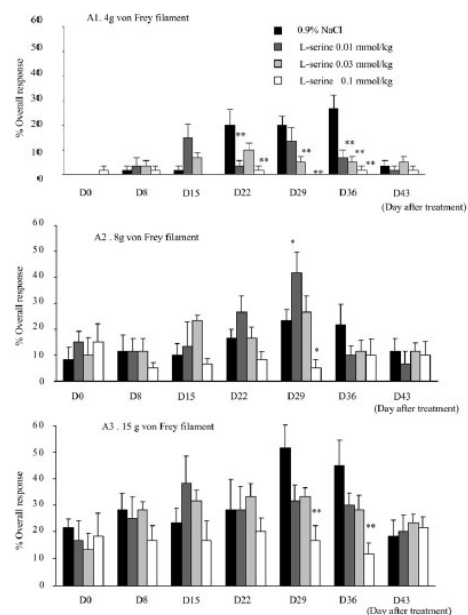 A1. 4g von Frey filament
0.9% NaCl
L-serine 0.01 mmol/kg
L-serine 0.03 mmol/kg
L-serine 0.1 mmol/kg
% Overall response
60
50
40
30
20
10
0
** ** ** ** ** ** **
D0 D8 D15 D22 D29 D36 D43
(Day after treatment)
A2 . 8g von Frey filament
% Overall response
60
50
40
30
20
10
0
* *
D0 D8 D15 D22 D29 D36 D43
(Day after treatment)
A3 . 15 g von Frey filament
% Overall response
60
50
40
30
20
10
0
** **
D0 D8 D15 D22 D29 D36 D43
(Day after treatment)